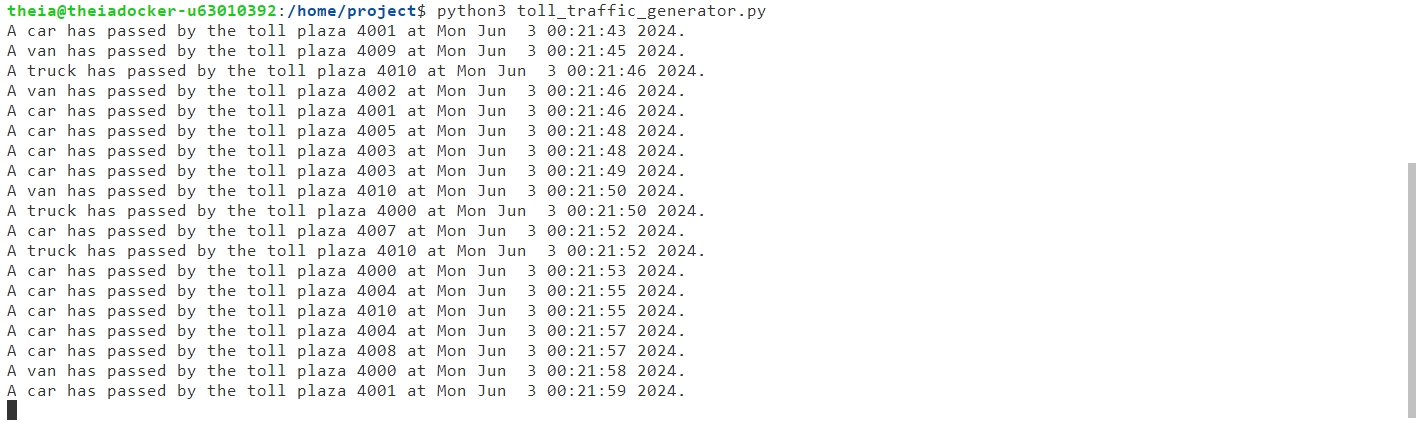 theia@theiadocker-u63010392:/home/project$ python3 toll_traffic_generator.py
A car has passed by the toll plaza 4001 at Mon Jun  3 00:21:43 2024.
A van has passed by the toll plaza 4009 at Mon Jun  3 00:21:45 2024.
A truck has passed by the toll plaza 4010 at Mon Jun  3 00:21:46 2024.
A van has passed by the toll plaza 4002 at Mon Jun  3 00:21:46 2024.
A car has passed by the toll plaza 4001 at Mon Jun  3 00:21:46 2024.
A car has passed by the toll plaza 4005 at Mon Jun  3 00:21:48 2024.
A car has passed by the toll plaza 4003 at Mon Jun  3 00:21:48 2024.
A car has passed by the toll plaza 4003 at Mon Jun  3 00:21:49 2024.
A van has passed by the toll plaza 4010 at Mon Jun  3 00:21:50 2024.
A truck has passed by the toll plaza 4000 at Mon Jun  3 00:21:50 2024.
A car has passed by the toll plaza 4007 at Mon Jun  3 00:21:52 2024.
A truck has passed by the toll plaza 4010 at Mon Jun  3 00:21:52 2024.
A car has passed by the toll plaza 4000 at Mon Jun  3 00:21:53 2024.
A car has passed by the toll plaza 4004 at Mon Jun  3 00:21:55 2024.
A car has passed by the toll plaza 4010 at Mon Jun  3 00:21:55 2024.
A car has passed by the toll plaza 4004 at Mon Jun  3 00:21:57 2024.
A car has passed by the toll plaza 4008 at Mon Jun  3 00:21:57 2024.
A van has passed by the toll plaza 4000 at Mon Jun  3 00:21:58 2024.
A car has passed by the toll plaza 4001 at Mon Jun  3 00:21:59 2024.